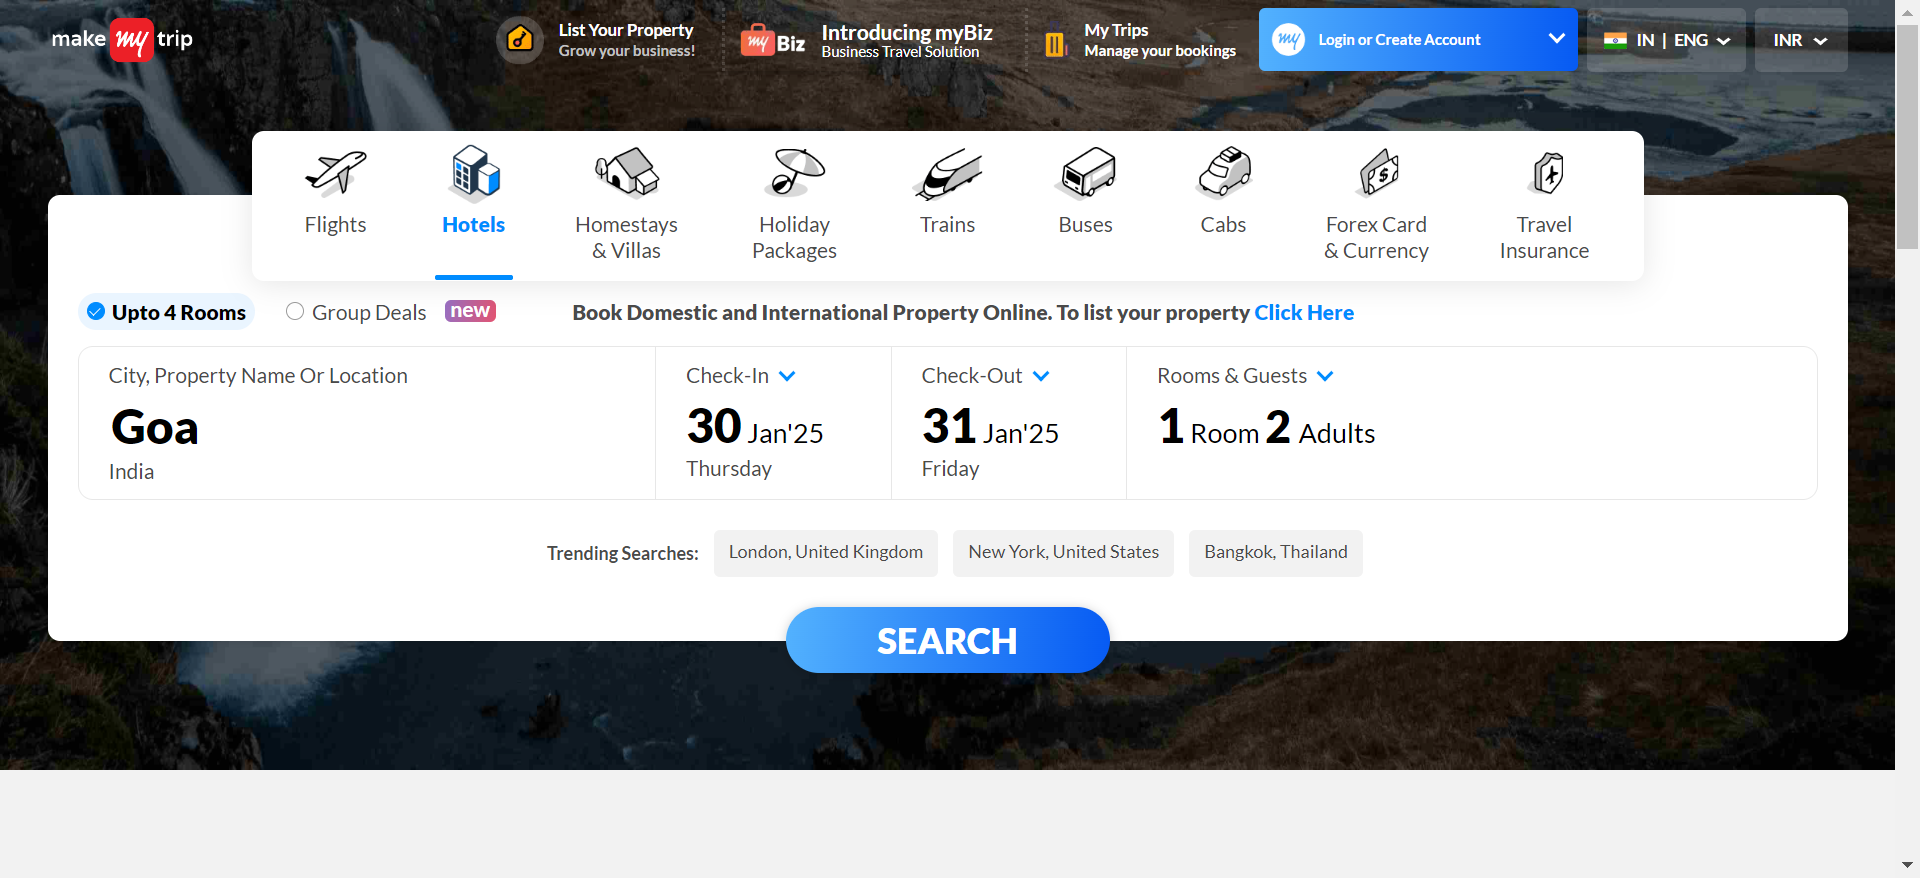 make my trip
List Your Property
Grow your business!
my Biz
Introducing myBiz
Business Travel Solution
My Trips
Manage your bookings
my
Login or Create Account
IN | ENG
INR
Flights
Hotels
Homestays
& Villas
Holiday
Packages
Trains
Buses
Cabs
Forex Card
& Currency
Travel
Insurance
Upto 4 Rooms
Group Deals
new
Book Domestic and International Property Online. To list your property Click Here
City, Property Name Or Location
Goa
India
Check-In
30 Jan'25
Thursday
Check-Out
31 Jan'25
Friday
Rooms & Guests
1 Room 2 Adults
Trending Searches:
London, United Kingdom
New York, United States
Bangkok, Thailand
SEARCH